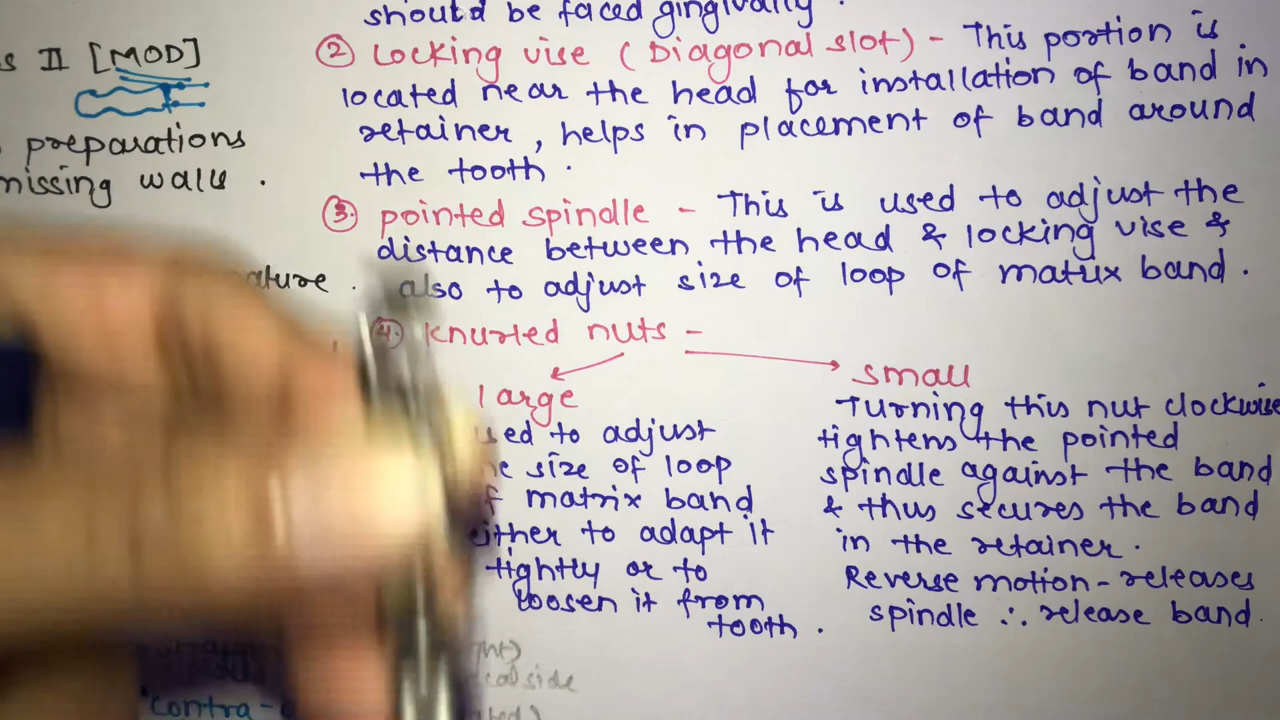 should be faced gingivally.
s II [MOD]
preparations
missing walls.
ature.
② Locking vise (Diagonal slot) - This portion is
located near the head for installation of band in
retainer, helps in placement of band around
the tooth.
③ pointed spindle - This is used to adjust the
distance between the head & locking vise &
also to adjust size of loop of matrix band.
④ Knurled nuts -
large
used to adjust
size of loop
of matrix band
either to adapt it
tightly or to
loosen it from
tooth.
small
Turning this nut clockwise
tightens the pointed
spindle against the band
& thus secures the band
in the retainer.
Reverse motion - releases
spindle ∴ release band.
side
contra-